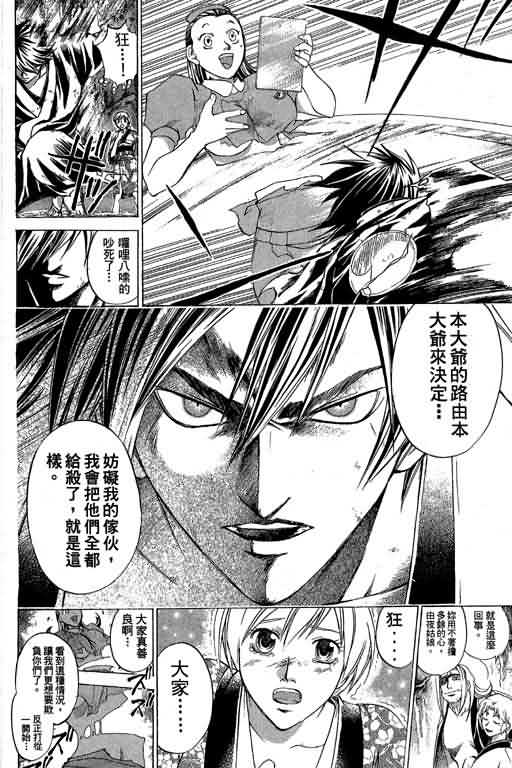 狂…!
囉哩八嗦的
吵死了…
本大爺的路由本
大爺來決定…
妨礙我的傢伙,
我會把他們全都
給殺了,就是這
樣。
就是這麼
回事。
妳用不著擔
多餘的心,
由夜姑娘。
狂…
大家…
大家真善
良啊…
看到這種情況,
讓我們更想要欺
負你們了。
反正打從
一開始…